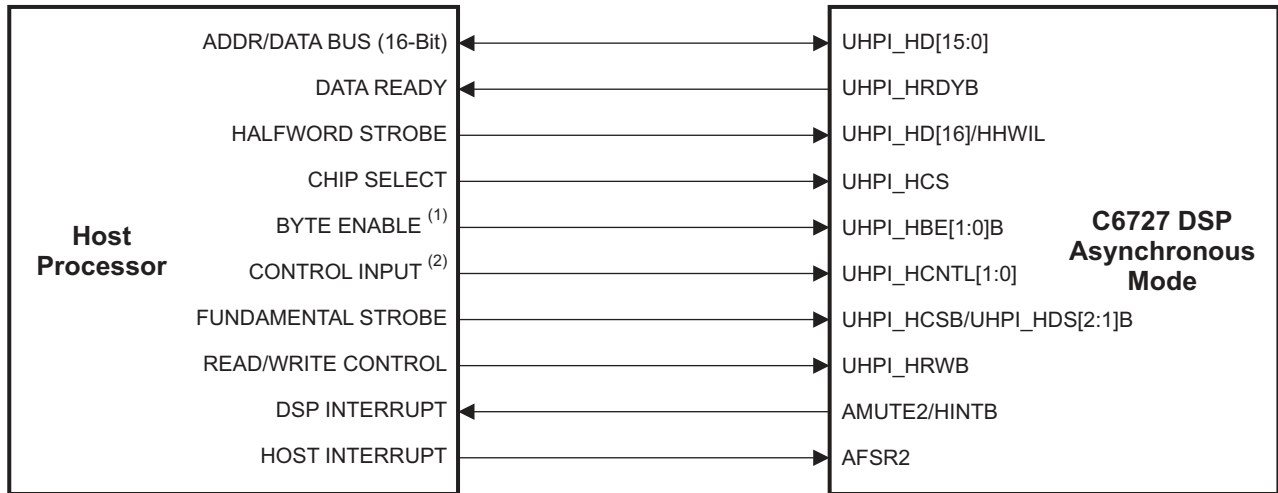 ADDR/DATA BUS (16-Bit) UHPI_HD[15:0]
DATA READY UHPI_HRDYB
HALFWORD STROBE UHPI_HD[16]/HHWIL
CHIP SELECT UHPI_HCS
BYTE ENABLE (1) UHPI_HBE[1:0]B
CONTROL INPUT (2) UHPI_HCNTL[1:0]
FUNDAMENTAL STROBE UHPI_HCSB/UHPI_HDS[2:1]B
READ/WRITE CONTROL UHPI_HRWB
DSP INTERRUPT AMUTE2/HINTB
HOST INTERRUPT AFSR2
Host
Processor
C6727 DSP
Asynchronous
Mode